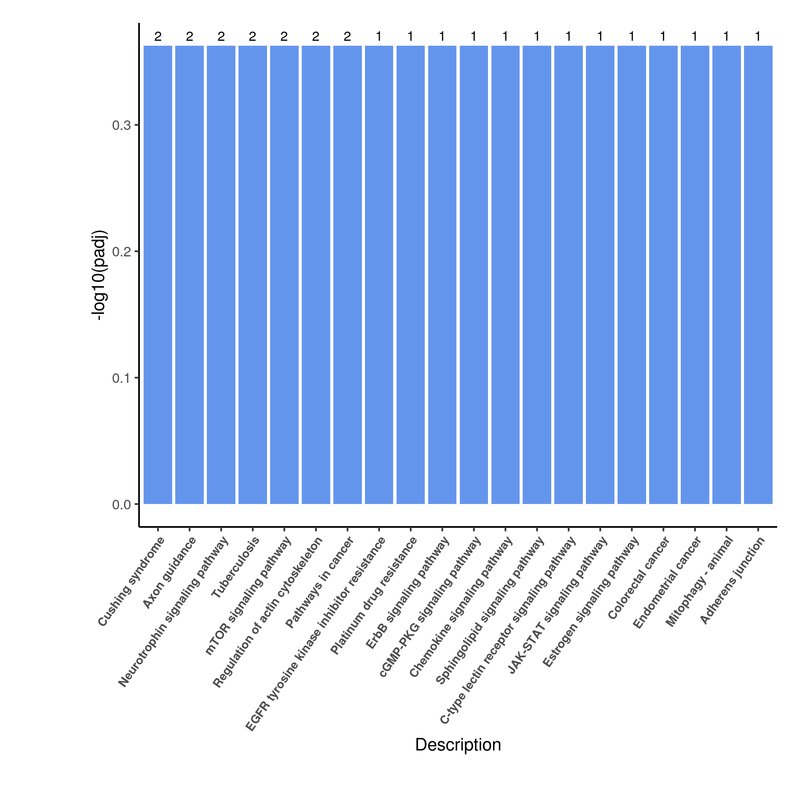 2 2 2 2 2 2 2 1 1 1 1 1 1 1 1 1 1 1 1 1
0.3
0.2
0.1
0.0
-log10(padj)
Cushing syndrome
Axon guidance
Neurotrophin signaling pathway
Tuberculosis
mTOR signaling pathway
Regulation of actin cytoskeleton
Pathways in cancer
EGFR tyrosine kinase inhibitor resistance
Platinum drug resistance
ErbB signaling pathway
cGMP-PKG signaling pathway
Chemokine signaling pathway
Sphingolipid signaling pathway
C-type lectin receptor signaling pathway
JAK-STAT signaling pathway
Estrogen signaling pathway
Colorectal cancer
Endometrial cancer
Mitophagy - animal
Adherens junction
Description